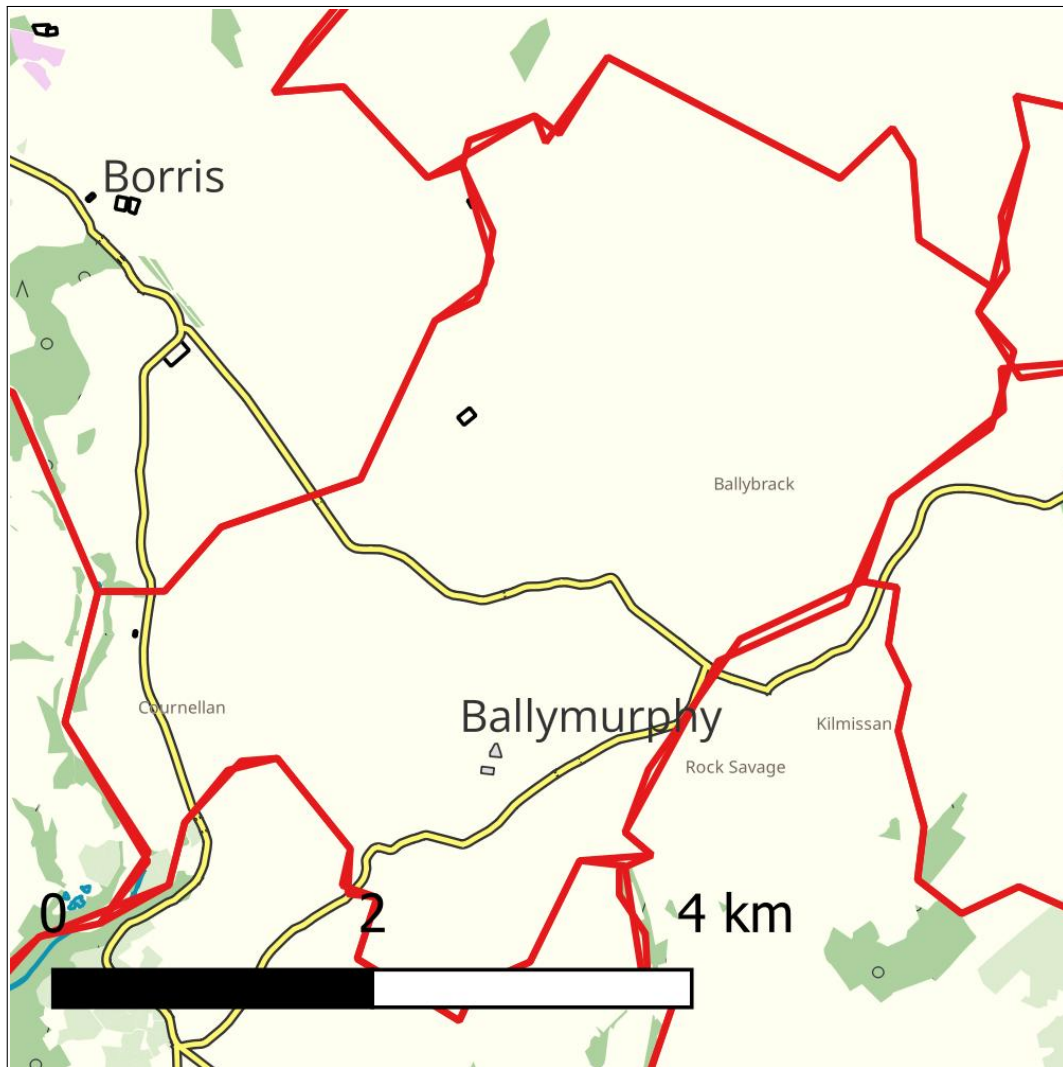 Borris
Ballybrack
Cournellan
Ballymurphy
Kilmissan
Rock Savage
0 2 4 km